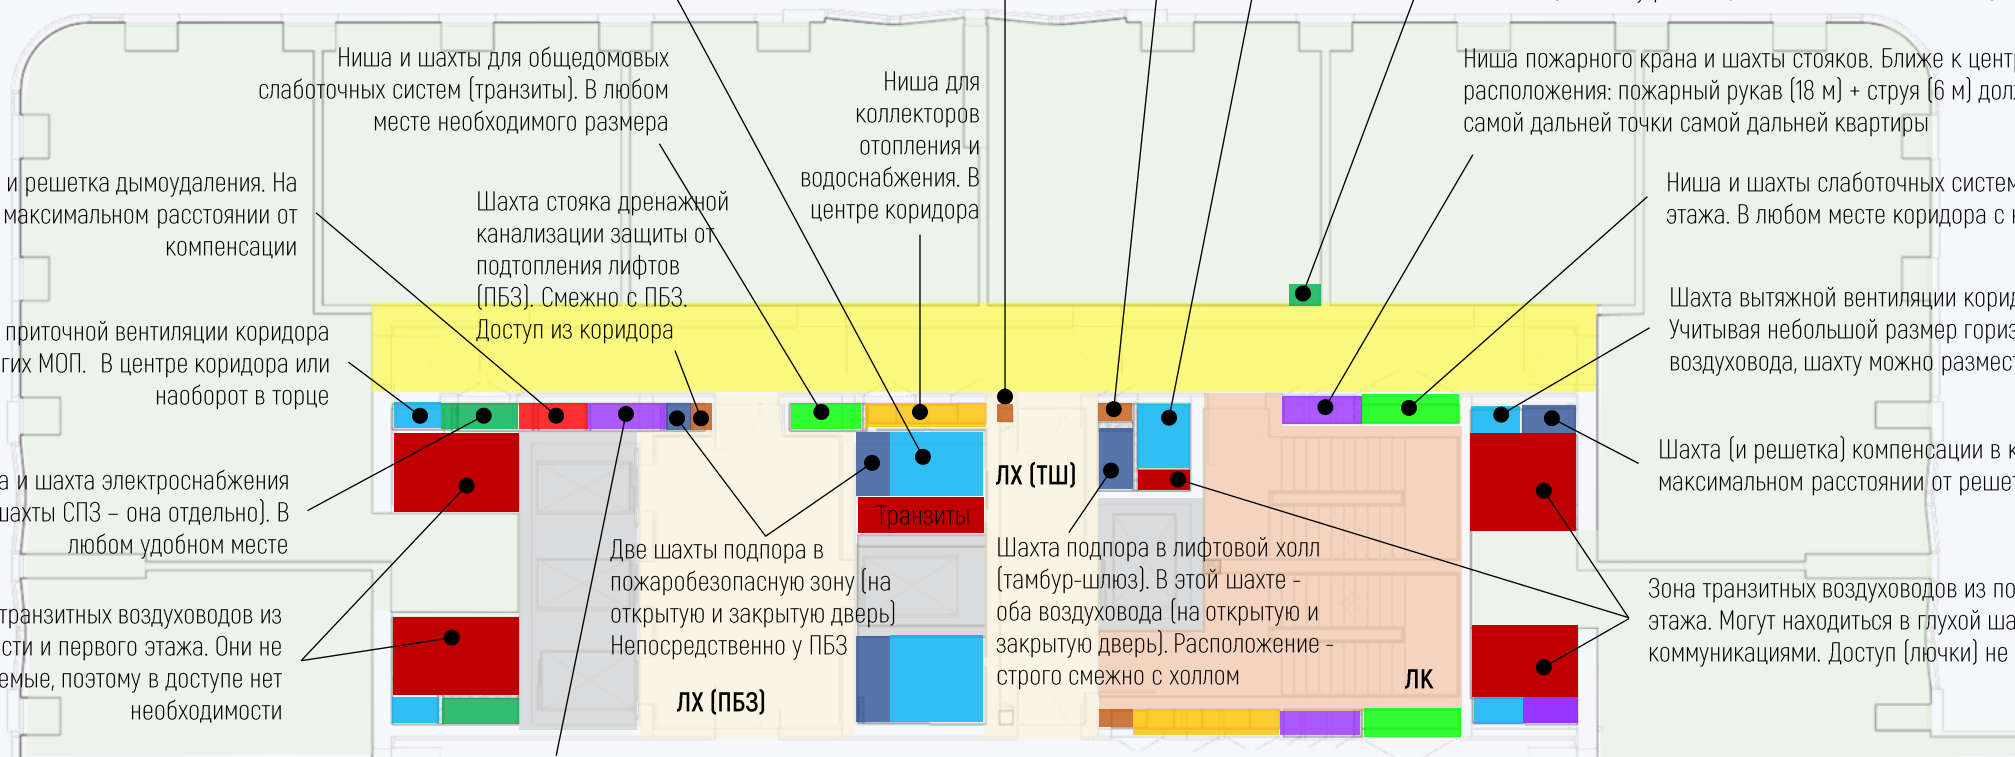 Ниша и шахты для общедомовых
слаботочных систем (транзиты). В любом
месте необходимого размера
Ниша для
коллекторов
отопления и
водоснабжения. В
центре коридора
Ниша пожарного крана и шахты стояков. Ближе к цент
расположения: пожарный рукав (18 м) + струя (6 м) дол
самой дальней точки самой дальней квартиры
и решетка дымоудаления. На
максимальном расстоянии от
компенсации
Шахта стояка дренажной
канализации защиты от
подтопления лифтов
(ПБЗ). Смежно с ПБЗ.
Доступ из коридора
Ниша и шахты слаботочных систем
этажа. В любом месте коридора с
приточной вентиляции коридора
гих МОП. В центре коридора или
наоборот в торце
Шахта вытяжной вентиляции корид
Учитывая небольшой размер гориз
воздуховода, шахту можно размест
а и шахта электроснабжения
шахты СПЗ – она отдельно). В
любом удобном месте
Шахта (и решетка) компенсации в к
максимальном расстоянии от решет
ЛХ (ТШ)
Транзиты
Две шахты подпора в
пожаробезопасную зону (на
открытую и закрытую дверь)
Непосредственно у ПБЗ
Шахта подпора в лифтовой холл
(тамбур-шлюз). В этой шахте -
оба воздуховода (на открытую и
закрытую дверь). Расположение -
строго смежно с холлом
транзитных воздуховодов из
сти и первого этажа. Они не
емые, поэтому в доступе нет
необходимости
Зона транзитных воздуховодов из по
этажа. Могут находиться в глухой ша
коммуникациями. Доступ (лючки) не
ЛХ (ПБЗ)
ЛК